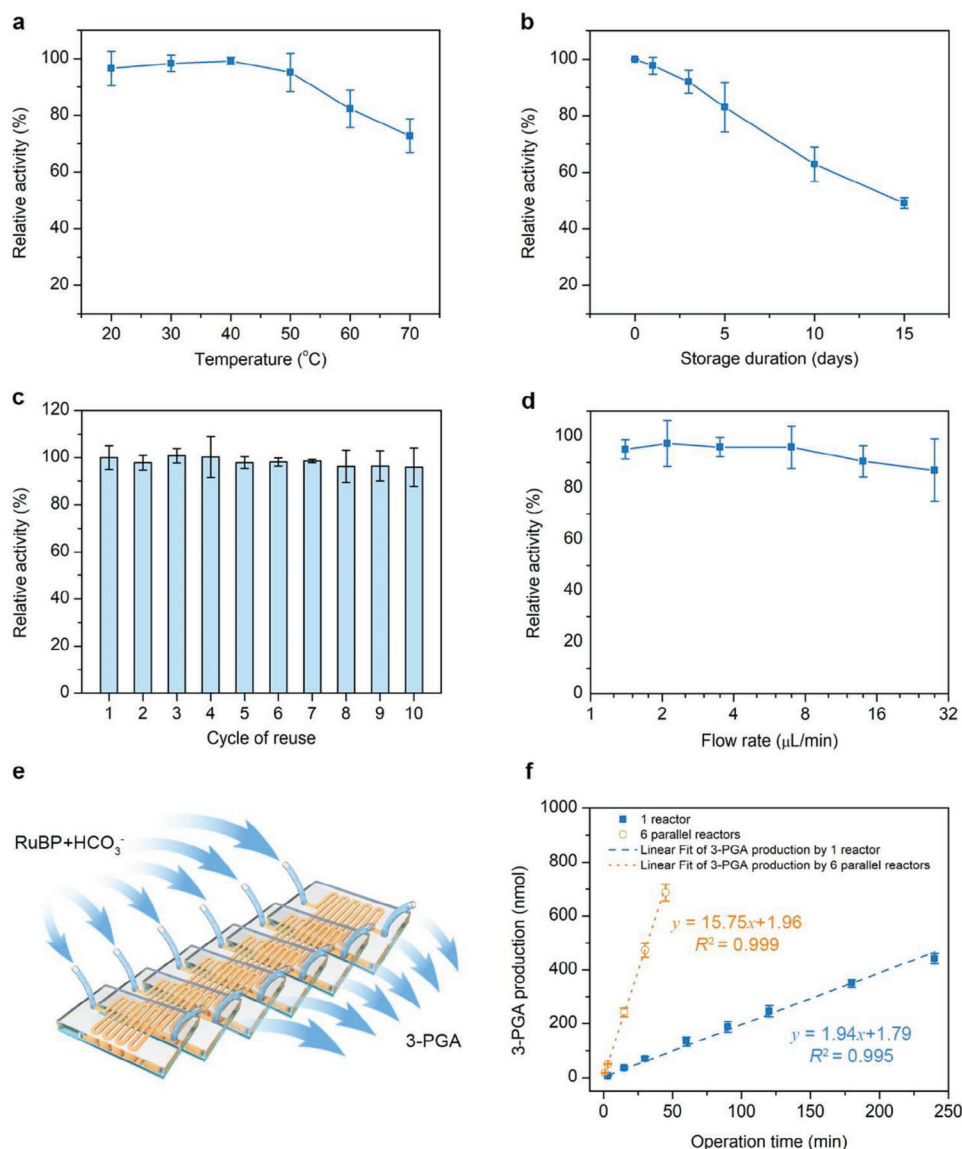 a
100
80
60
40
20
Relative activity (%)
20 30 40 50 60 70
Temperature (°C)
b
100
80
60
40
20
Relative activity (%)
0 5 10 15
Storage duration (days)
c
120
100
80
60
40
20
0
Relative activity (%)
1 2 3 4 5 6 7 8 9 10
Cycle of reuse
d
100
80
60
40
20
0
Relative activity (%)
1 2 4 8 16 32
Flow rate (μL/min)
e
RuBP+HCO₃⁻
3-PGA
f
1000
800
600
400
200
0
3-PGA production (nmol)
1 reactor
6 parallel reactors
Linear Fit of 3-PGA production by 1 reactor
Linear Fit of 3-PGA production by 6 parallel reactors
y = 15.75x+1.96
R² = 0.999
y = 1.94x+1.79
R² = 0.995
0 50 100 150 200 250
Operation time (min)